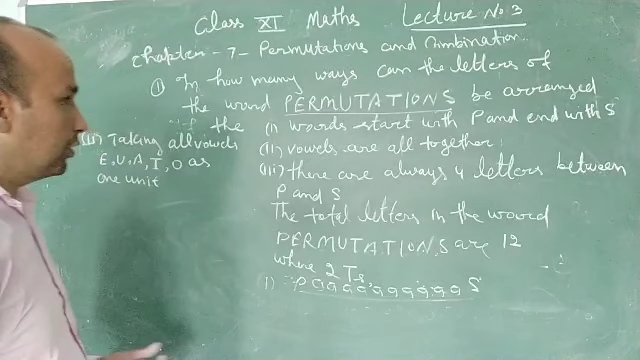 Class XI Maths Lecture No 3
Chapter - 7 - Permutations and Combination
(1) In how many ways can the letters of
the word PERMUTATIONS be arranged
if the (i) words start with P and end with S
(ii) vowels are all together
(iii) there are always 4 letters between
P and S
The total letters in the word
PERMUTATIONS are 12
where 2 Ts
(ii) Taking all vowels
E, U, A, I, O as
one unit